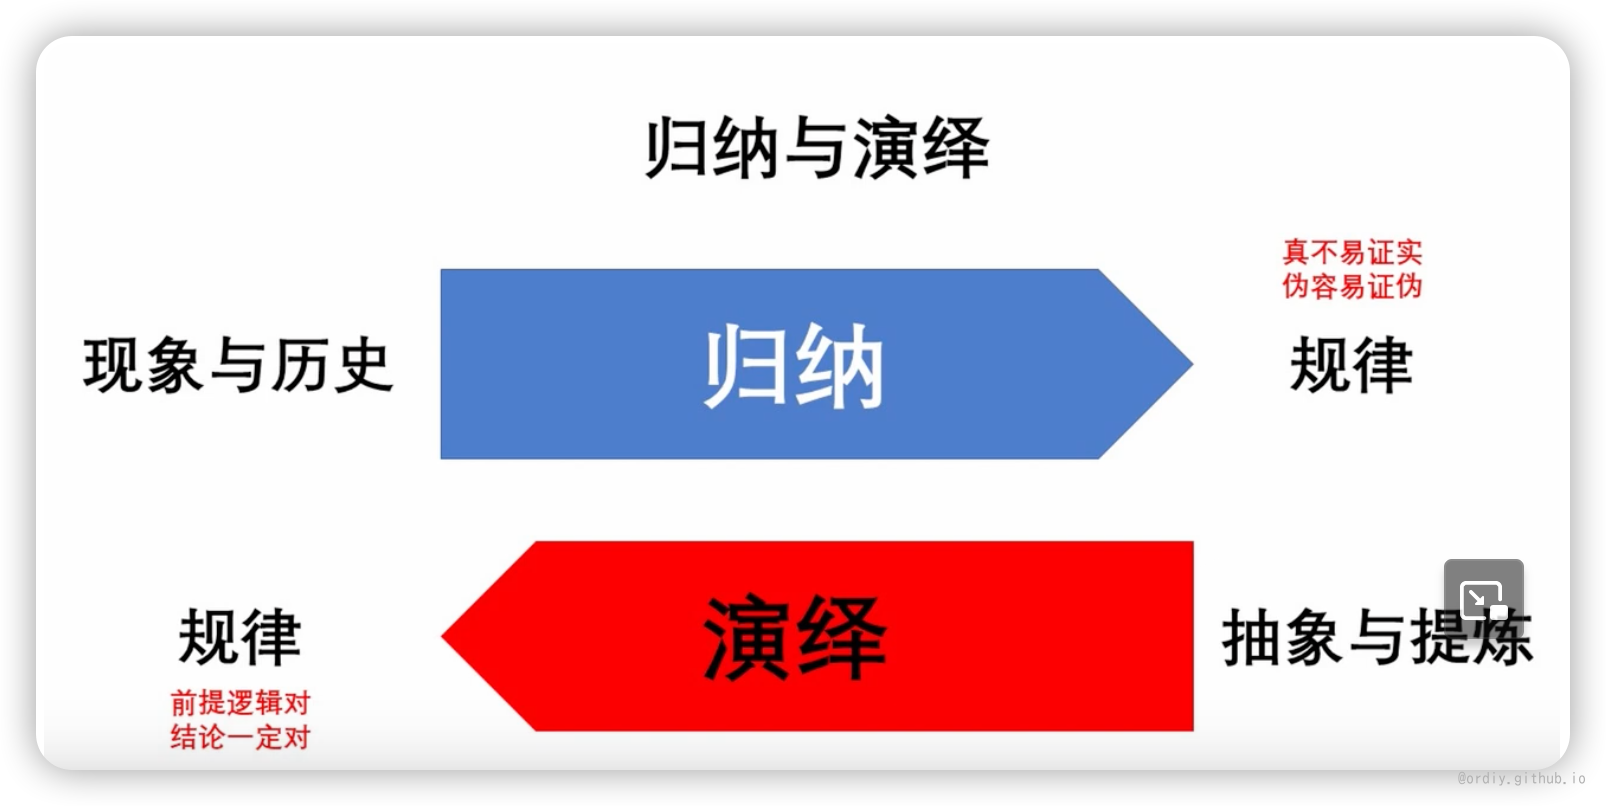 归纳与演绎
真不易证实
伪容易证伪
现象与历史
归纳
规律
规律
演绎
抽象与提炼
前提逻辑对
结论一定对
@ordiy.github.io